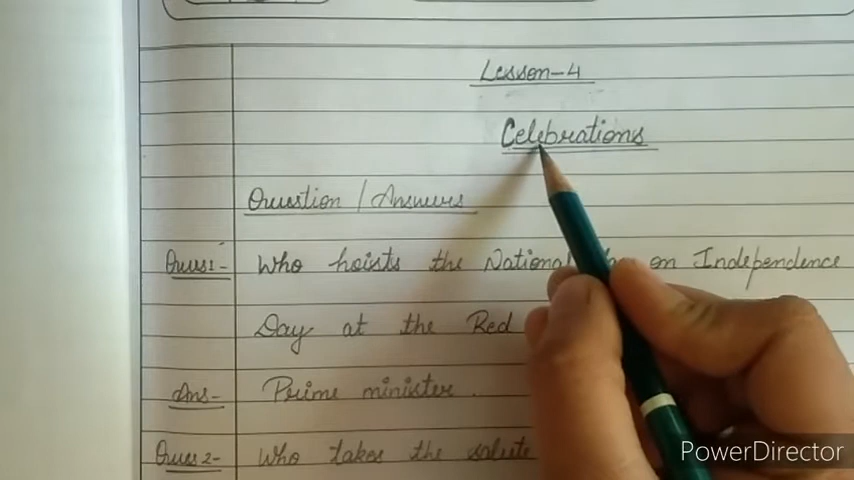 Lesson-4
Celebrations
Question / Answers
Ques1- Who hoists the National on Independence
Day at the Red
Ans- Prime minister.
Ques2- Who takes the salute
PowerDirector